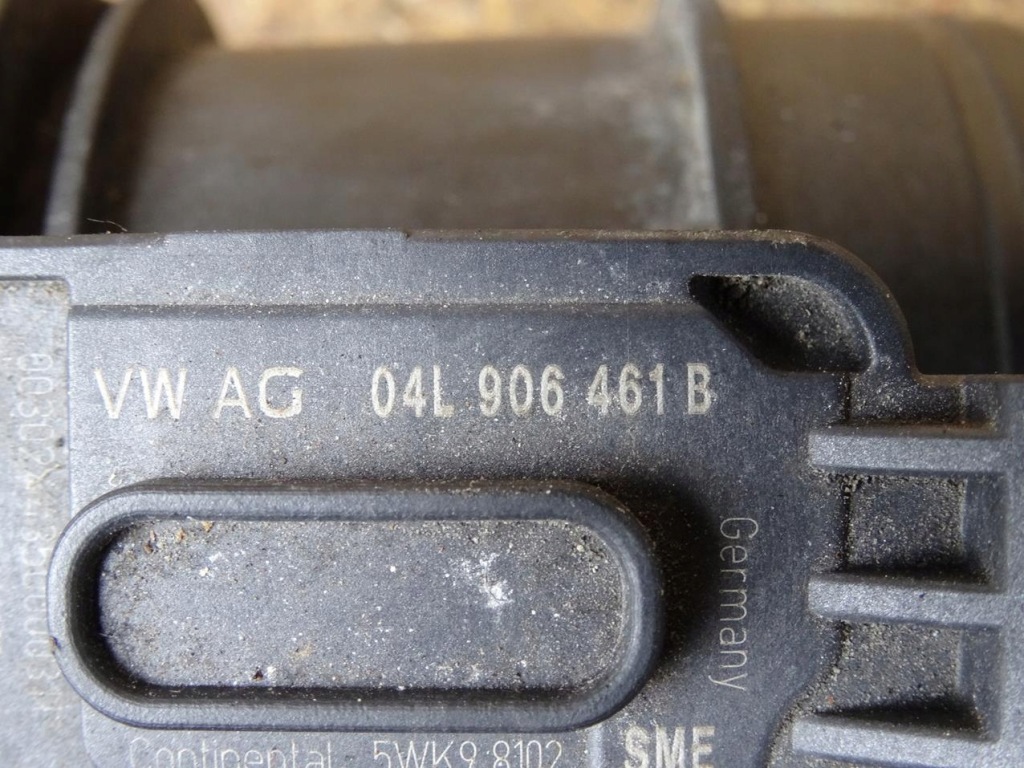 VW AG 04L 906 461 B
Germany
Continental 5WK9 8102
SME